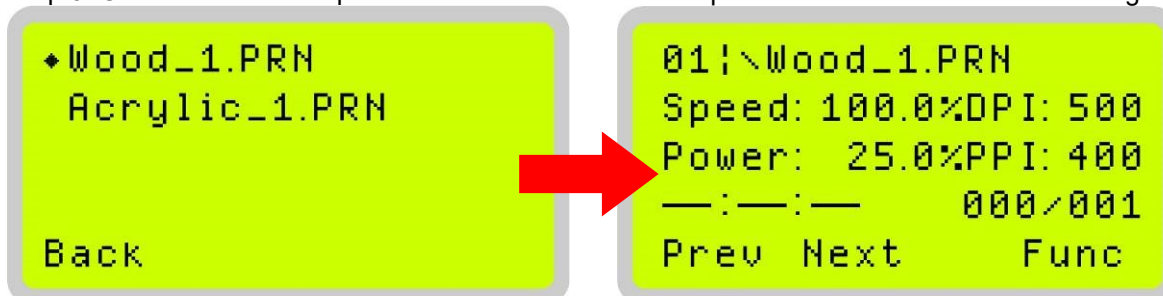 ◆Wood_1.PRN
Acrylic_1.PRN
Back
01¦\Wood_1.PRN
Speed: 100.0%DPI: 500
Power: 25.0%PPI: 400
——:——:—— 000/001
Prev Next Func